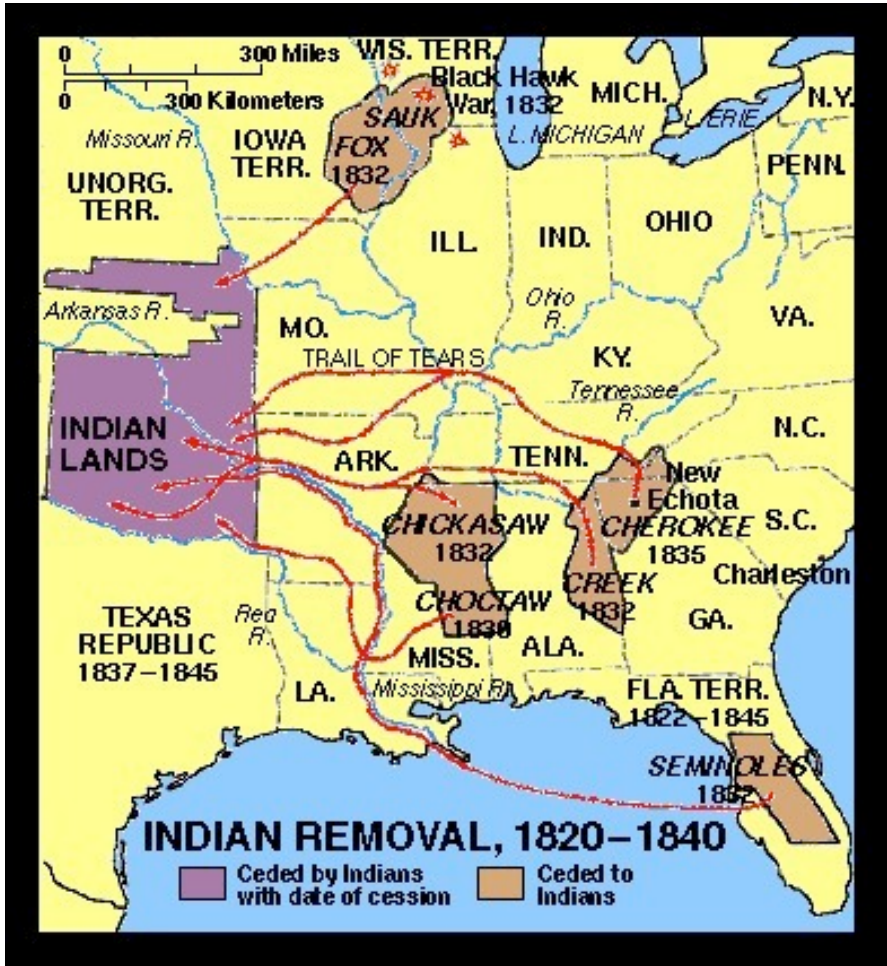 0 300 Miles
0 300 Kilometers
WIS. TERR.
Black Hawk
War, 1832
MICH.
N.Y.
SAUK
FOX
1832
L. MICHIGAN
L. ERIE
Missouri R.
IOWA
TERR.
PENN.
UNORG.
TERR.
ILL.
IND.
OHIO
Arkansas R.
Ohio
R.
VA.
MO.
TRAIL OF TEARS
KY.
Tennessee
R.
INDIAN
LANDS
ARK.
TENN.
N.C.
New
Echota
CHICKASAW
1832
CHEROKEE
1835
S.C.
CREEK
1832
Charleston
CHOCTAW
1830
TEXAS
REPUBLIC
1837–1845
Red
R.
MISS.
ALA.
GA.
LA.
Mississippi R.
FLA. TERR.
1822–1845
SEMINOLES
1832
INDIAN REMOVAL, 1820–1840
Ceded by Indians
with date of cession
Ceded to
Indians